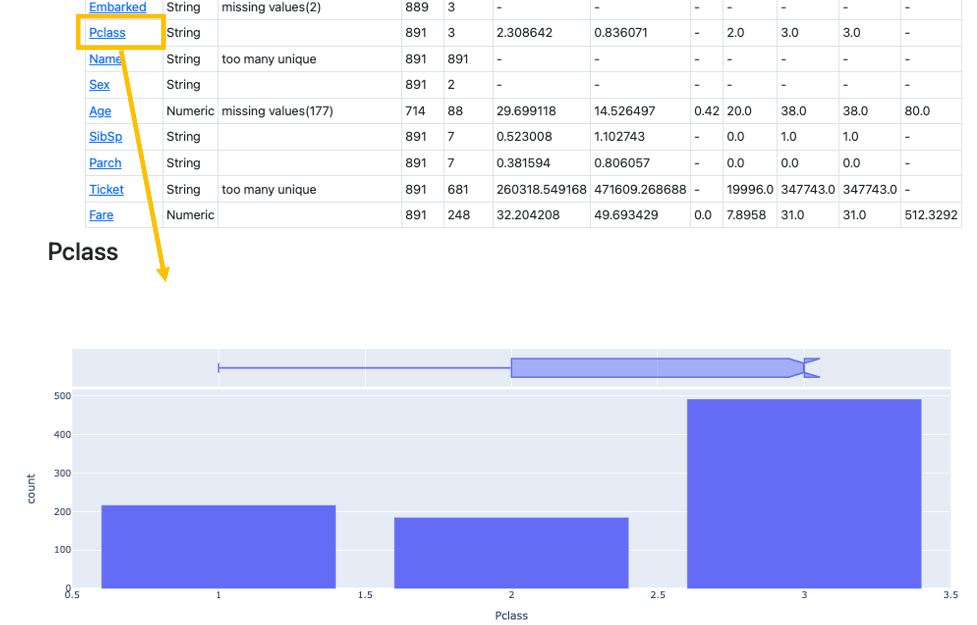 Embarked String missing values(2) 889 3 - - - - - - -
Pclass String 891 3 2.308642 0.836071 - 2.0 3.0 3.0 -
Name String too many unique 891 891 - - - - - - -
Sex String 891 2 - - - - - - -
Age Numeric missing values(177) 714 88 29.699118 14.526497 0.42 20.0 38.0 38.0 80.0
SibSp String 891 7 0.523008 1.102743 - 0.0 1.0 1.0 -
Parch String 891 7 0.381594 0.806057 - 0.0 0.0 0.0 -
Ticket String too many unique 891 681 260318.549168 471609.268688 - 19996.0 347743.0 347743.0 -
Fare Numeric 891 248 32.204208 49.693429 0.0 7.8958 31.0 31.0 512.3292
Pclass
500
400
300
200
100
0
count
0.5 1 1.5 2 2.5 3 3.5
Pclass